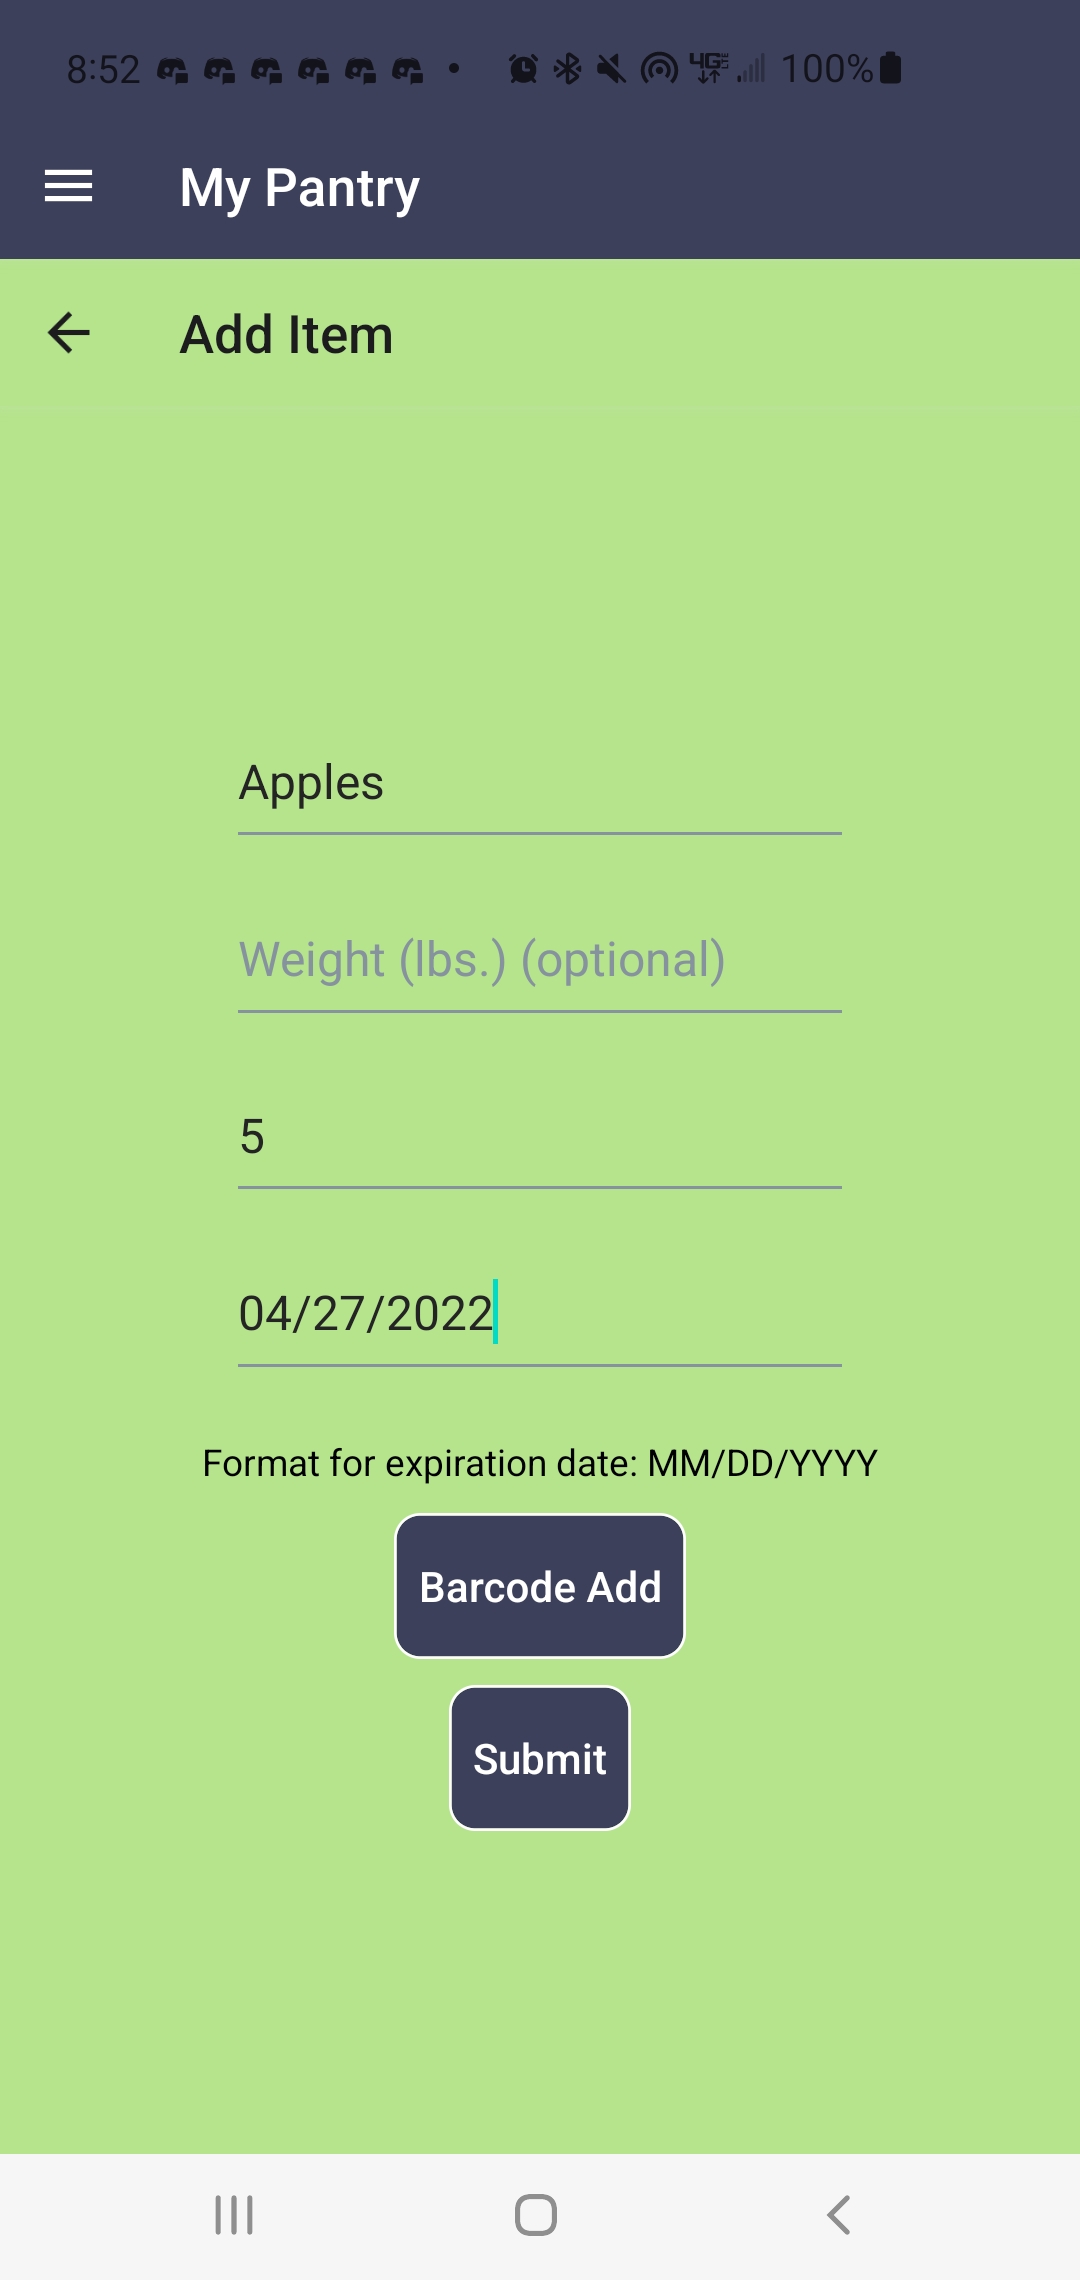 8:52 4G LTE 100%
My Pantry
Add Item
Apples
Weight (lbs.) (optional)
5
04/27/2022
Format for expiration date: MM/DD/YYYY
Barcode Add
Submit